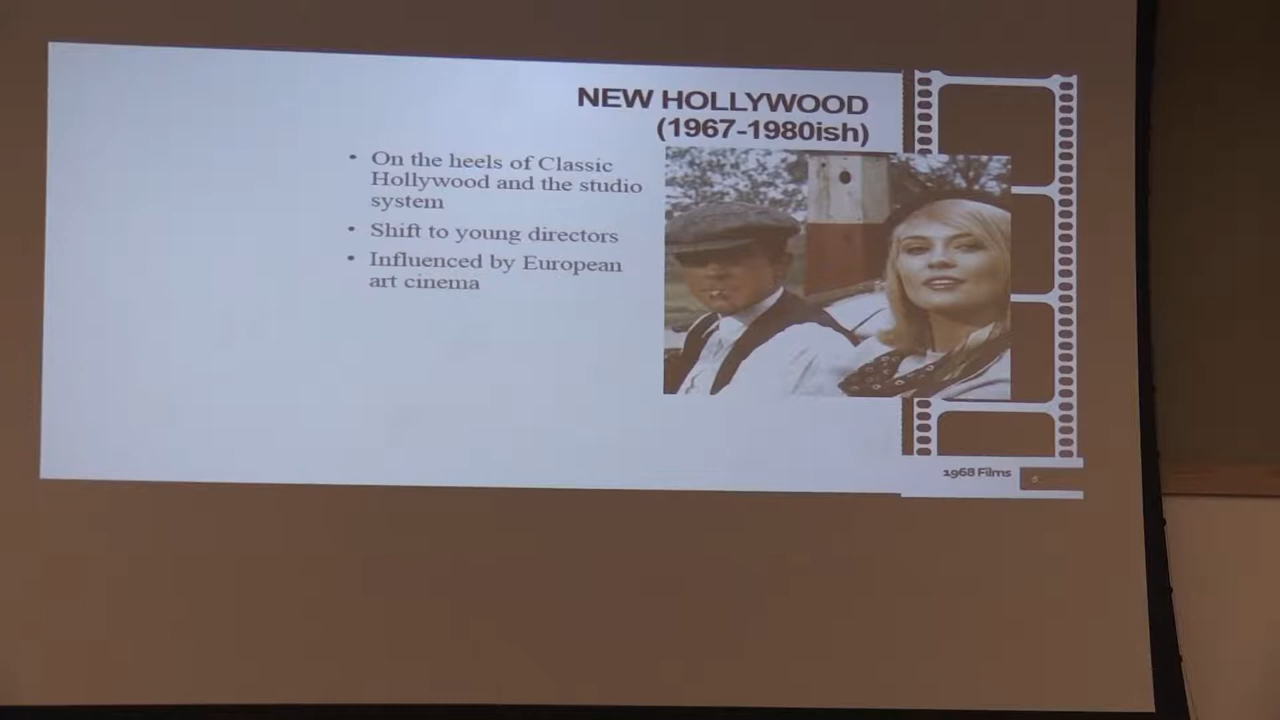 NEW HOLLYWOOD
(1967-1980ish)
• On the heels of Classic
Hollywood and the studio
system
• Shift to young directors
• Influenced by European
art cinema
1968 Films